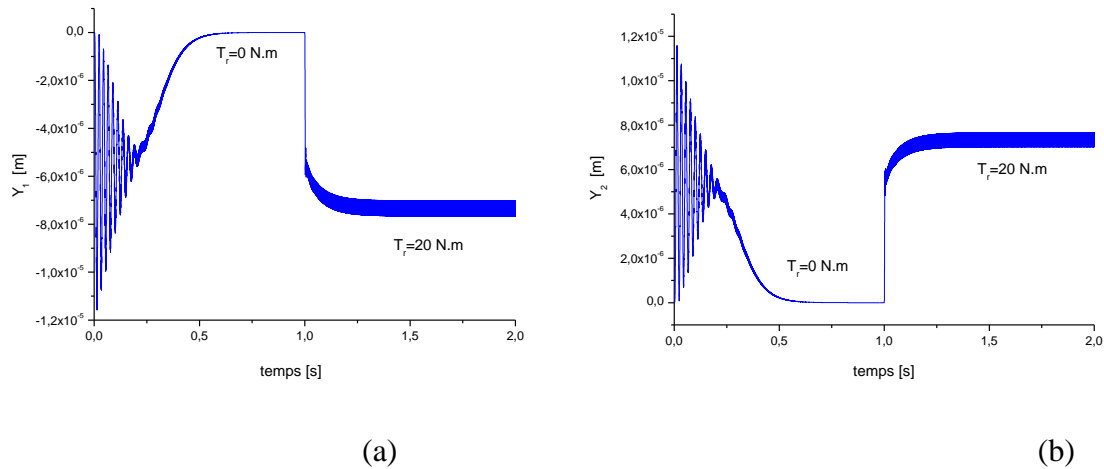 0,0
-2,0x10⁻⁶
-4,0x10⁻⁶
-6,0x10⁻⁶
-8,0x10⁻⁶
-1,0x10⁻⁵
-1,2x10⁻⁵
Y₁ [m]
Tᵣ=0 N.m
Tᵣ=20 N.m
0,0 0,5 1,0 1,5 2,0
temps [s]
(a)
1,2x10⁻⁵
1,0x10⁻⁵
8,0x10⁻⁶
6,0x10⁻⁶
4,0x10⁻⁶
2,0x10⁻⁶
0,0
Y₂ [m]
Tᵣ=20 N.m
Tᵣ=0 N.m
0,0 0,5 1,0 1,5 2,0
temps [s]
(b)